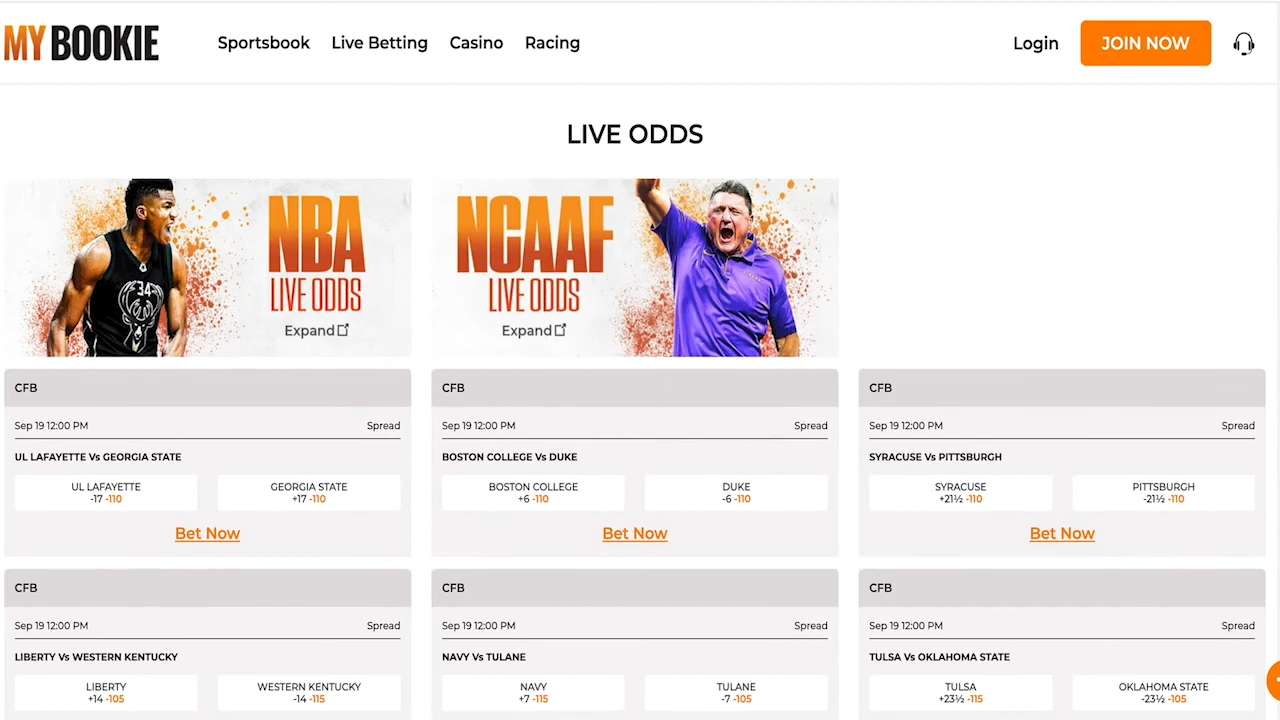 MY BOOKIE
Sportsbook
Live Betting
Casino
Racing
Login
JOIN NOW
LIVE ODDS
NBA
LIVE ODDS
Expand
34
NCAAF
LIVE ODDS
Expand
CFB
Sep 19 12:00 PM
Spread
UL LAFAYETTE Vs GEORGIA STATE
UL LAFAYETTE
-17 -110
GEORGIA STATE
+17 -110
Bet Now
CFB
Sep 19 12:00 PM
Spread
BOSTON COLLEGE Vs DUKE
BOSTON COLLEGE
+6 -110
DUKE
-6 -110
Bet Now
CFB
Sep 19 12:00 PM
Spread
SYRACUSE Vs PITTSBURGH
SYRACUSE
+21½ -110
PITTSBURGH
-21½ -110
Bet Now
CFB
Sep 19 12:00 PM
Spread
LIBERTY Vs WESTERN KENTUCKY
LIBERTY
+14 -105
WESTERN KENTUCKY
-14 -115
CFB
Sep 19 12:00 PM
Spread
NAVY Vs TULANE
NAVY
+7 -115
TULANE
-7 -105
CFB
Sep 19 12:00 PM
Spread
TULSA Vs OKLAHOMA STATE
TULSA
+23½ -115
OKLAHOMA STATE
-23½ -105